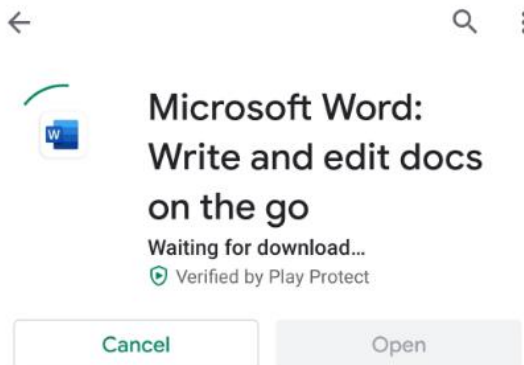 Microsoft Word:
Write and edit docs
on the go
Waiting for download...
Verified by Play Protect
Cancel
Open